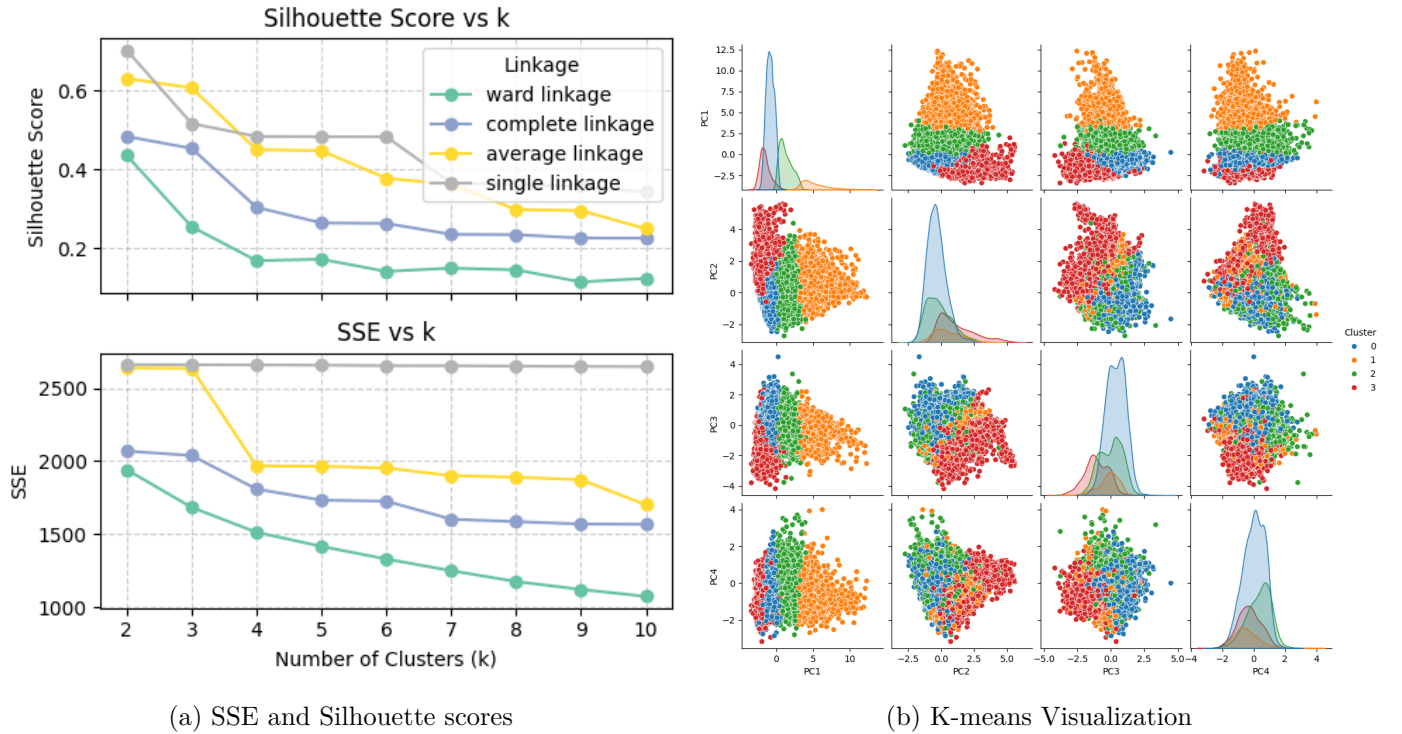 Silhouette Score vs k
Silhouette Score
0.6
0.4
0.2
Linkage
ward linkage
complete linkage
average linkage
single linkage
SSE vs k
SSE
2500
2000
1500
1000
2 3 4 5 6 7 8 9 10
Number of Clusters (k)
(a) SSE and Silhouette scores
PC1
12.5
10.0
7.5
5.0
2.5
0.0
−2.5
PC2
4
2
0
−2
PC3
4
2
0
−2
−4
PC4
4
2
0
−2
0 5 10
PC1
−2.5 0.0 2.5 5.0
PC2
−5.0 −2.5 0.0 2.5
PC3
−4 −2 0 2 4
PC4
Cluster
0
1
2
3
(b) K-means Visualization